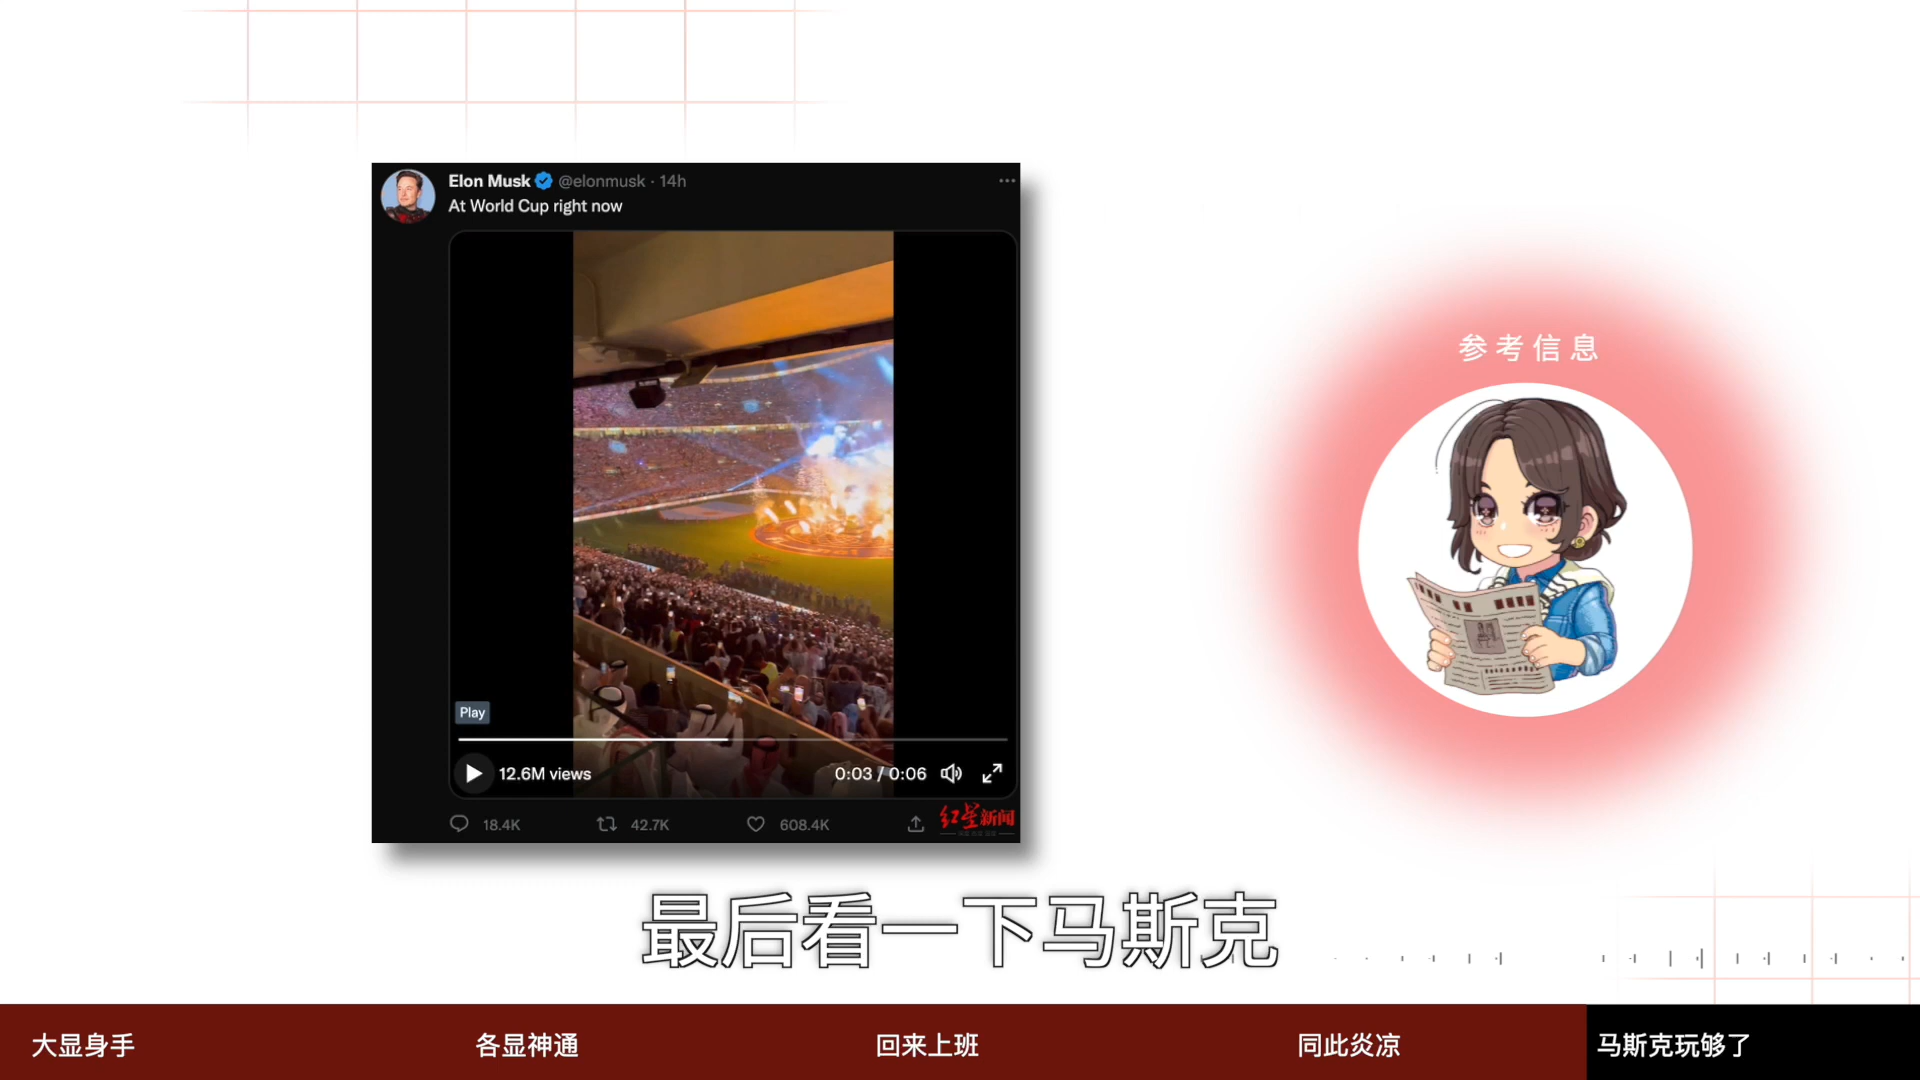 Elon Musk @elonmusk · 14h
At World Cup right now
参考信息
Play
12.6M views
0:03 / 0:06
18.4K
42.7K
608.4K
红星新闻
最后看一下马斯克
大显身手
各显神通
回来上班
同此炎凉
马斯克玩够了